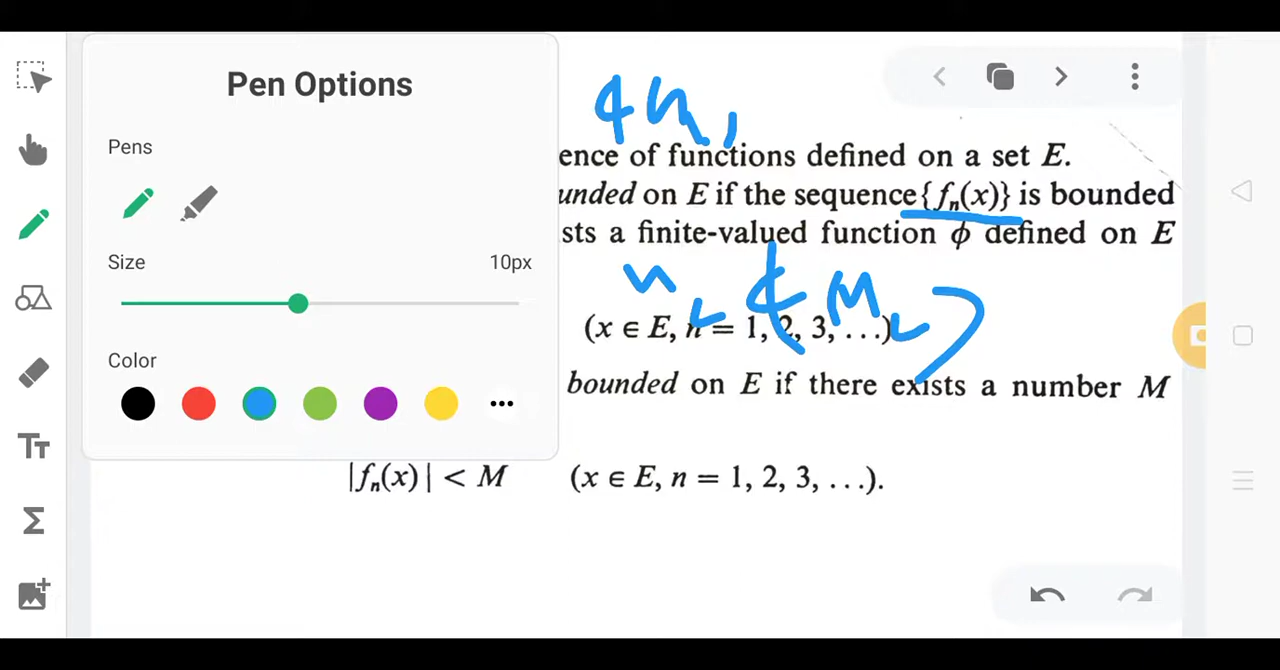 Pen Options
Pens
Size 10px
Color
Tт
Σ
ence of functions defined on a set E.
unded on E if the sequence {fₙ(x)} is bounded
sts a finite-valued function ϕ defined on E
(x ∈ E, n = 1, 2, 3, ...)
bounded on E if there exists a number M
|fₙ(x)| < M (x ∈ E, n = 1, 2, 3, ...).